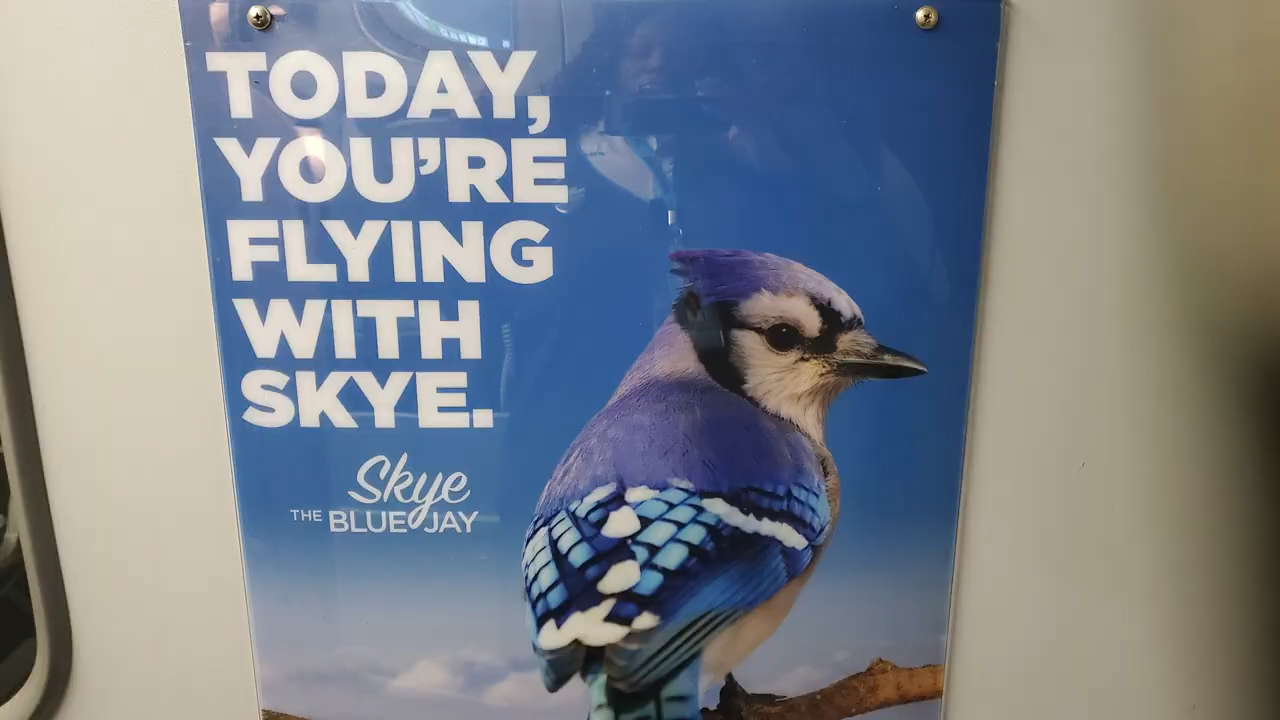 TODAY,
YOU'RE
FLYING
WITH
SKYE.
Skye
THE BLUE JAY